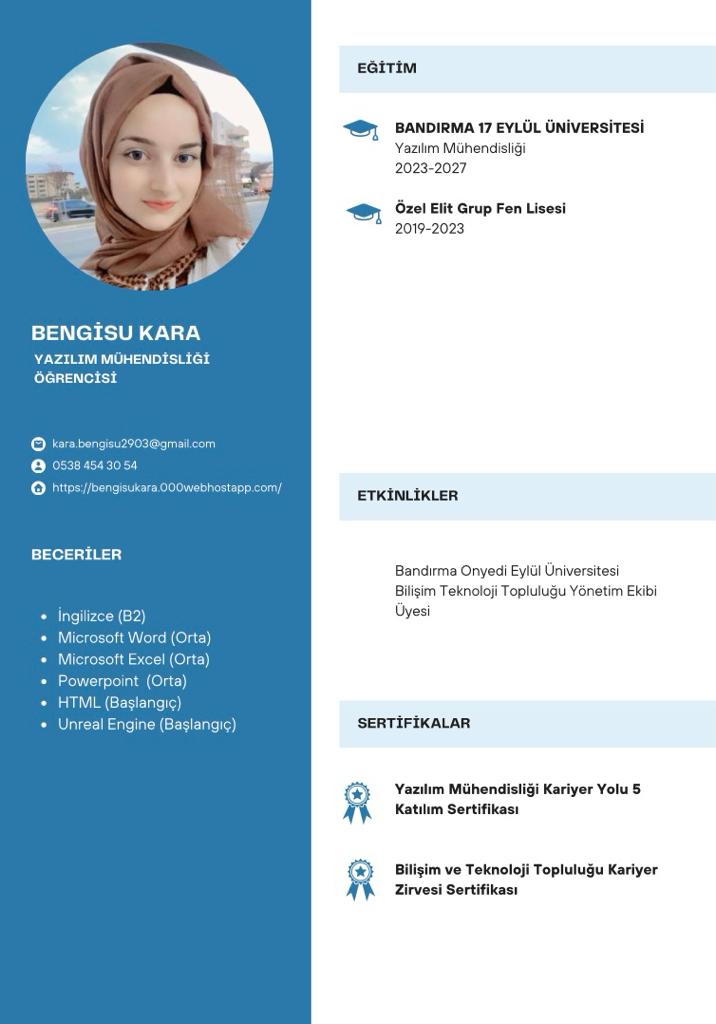 BENGİSU KARA
YAZILIM MÜHENDİSLİĞİ
ÖĞRENCİSİ
kara.bengisu2903@gmail.com
0538 454 30 54
https://bengisukara.000webhostapp.com/
BECERİLER
• İngilizce (B2)
• Microsoft Word (Orta)
• Microsoft Excel (Orta)
• Powerpoint (Orta)
• HTML (Başlangıç)
• Unreal Engine (Başlangıç)
EĞİTİM
BANDIRMA 17 EYLÜL ÜNİVERSİTESİ
Yazılım Mühendisliği
2023-2027
Özel Elit Grup Fen Lisesi
2019-2023
ETKİNLİKLER
Bandırma Onyedi Eylül Üniversitesi
Bilişim Teknoloji Topluluğu Yönetim Ekibi
Üyesi
SERTİFİKALAR
Yazılım Mühendisliği Kariyer Yolu 5
Katılım Sertifikası
Bilişim ve Teknoloji Topluluğu Kariyer
Zirvesi Sertifikası